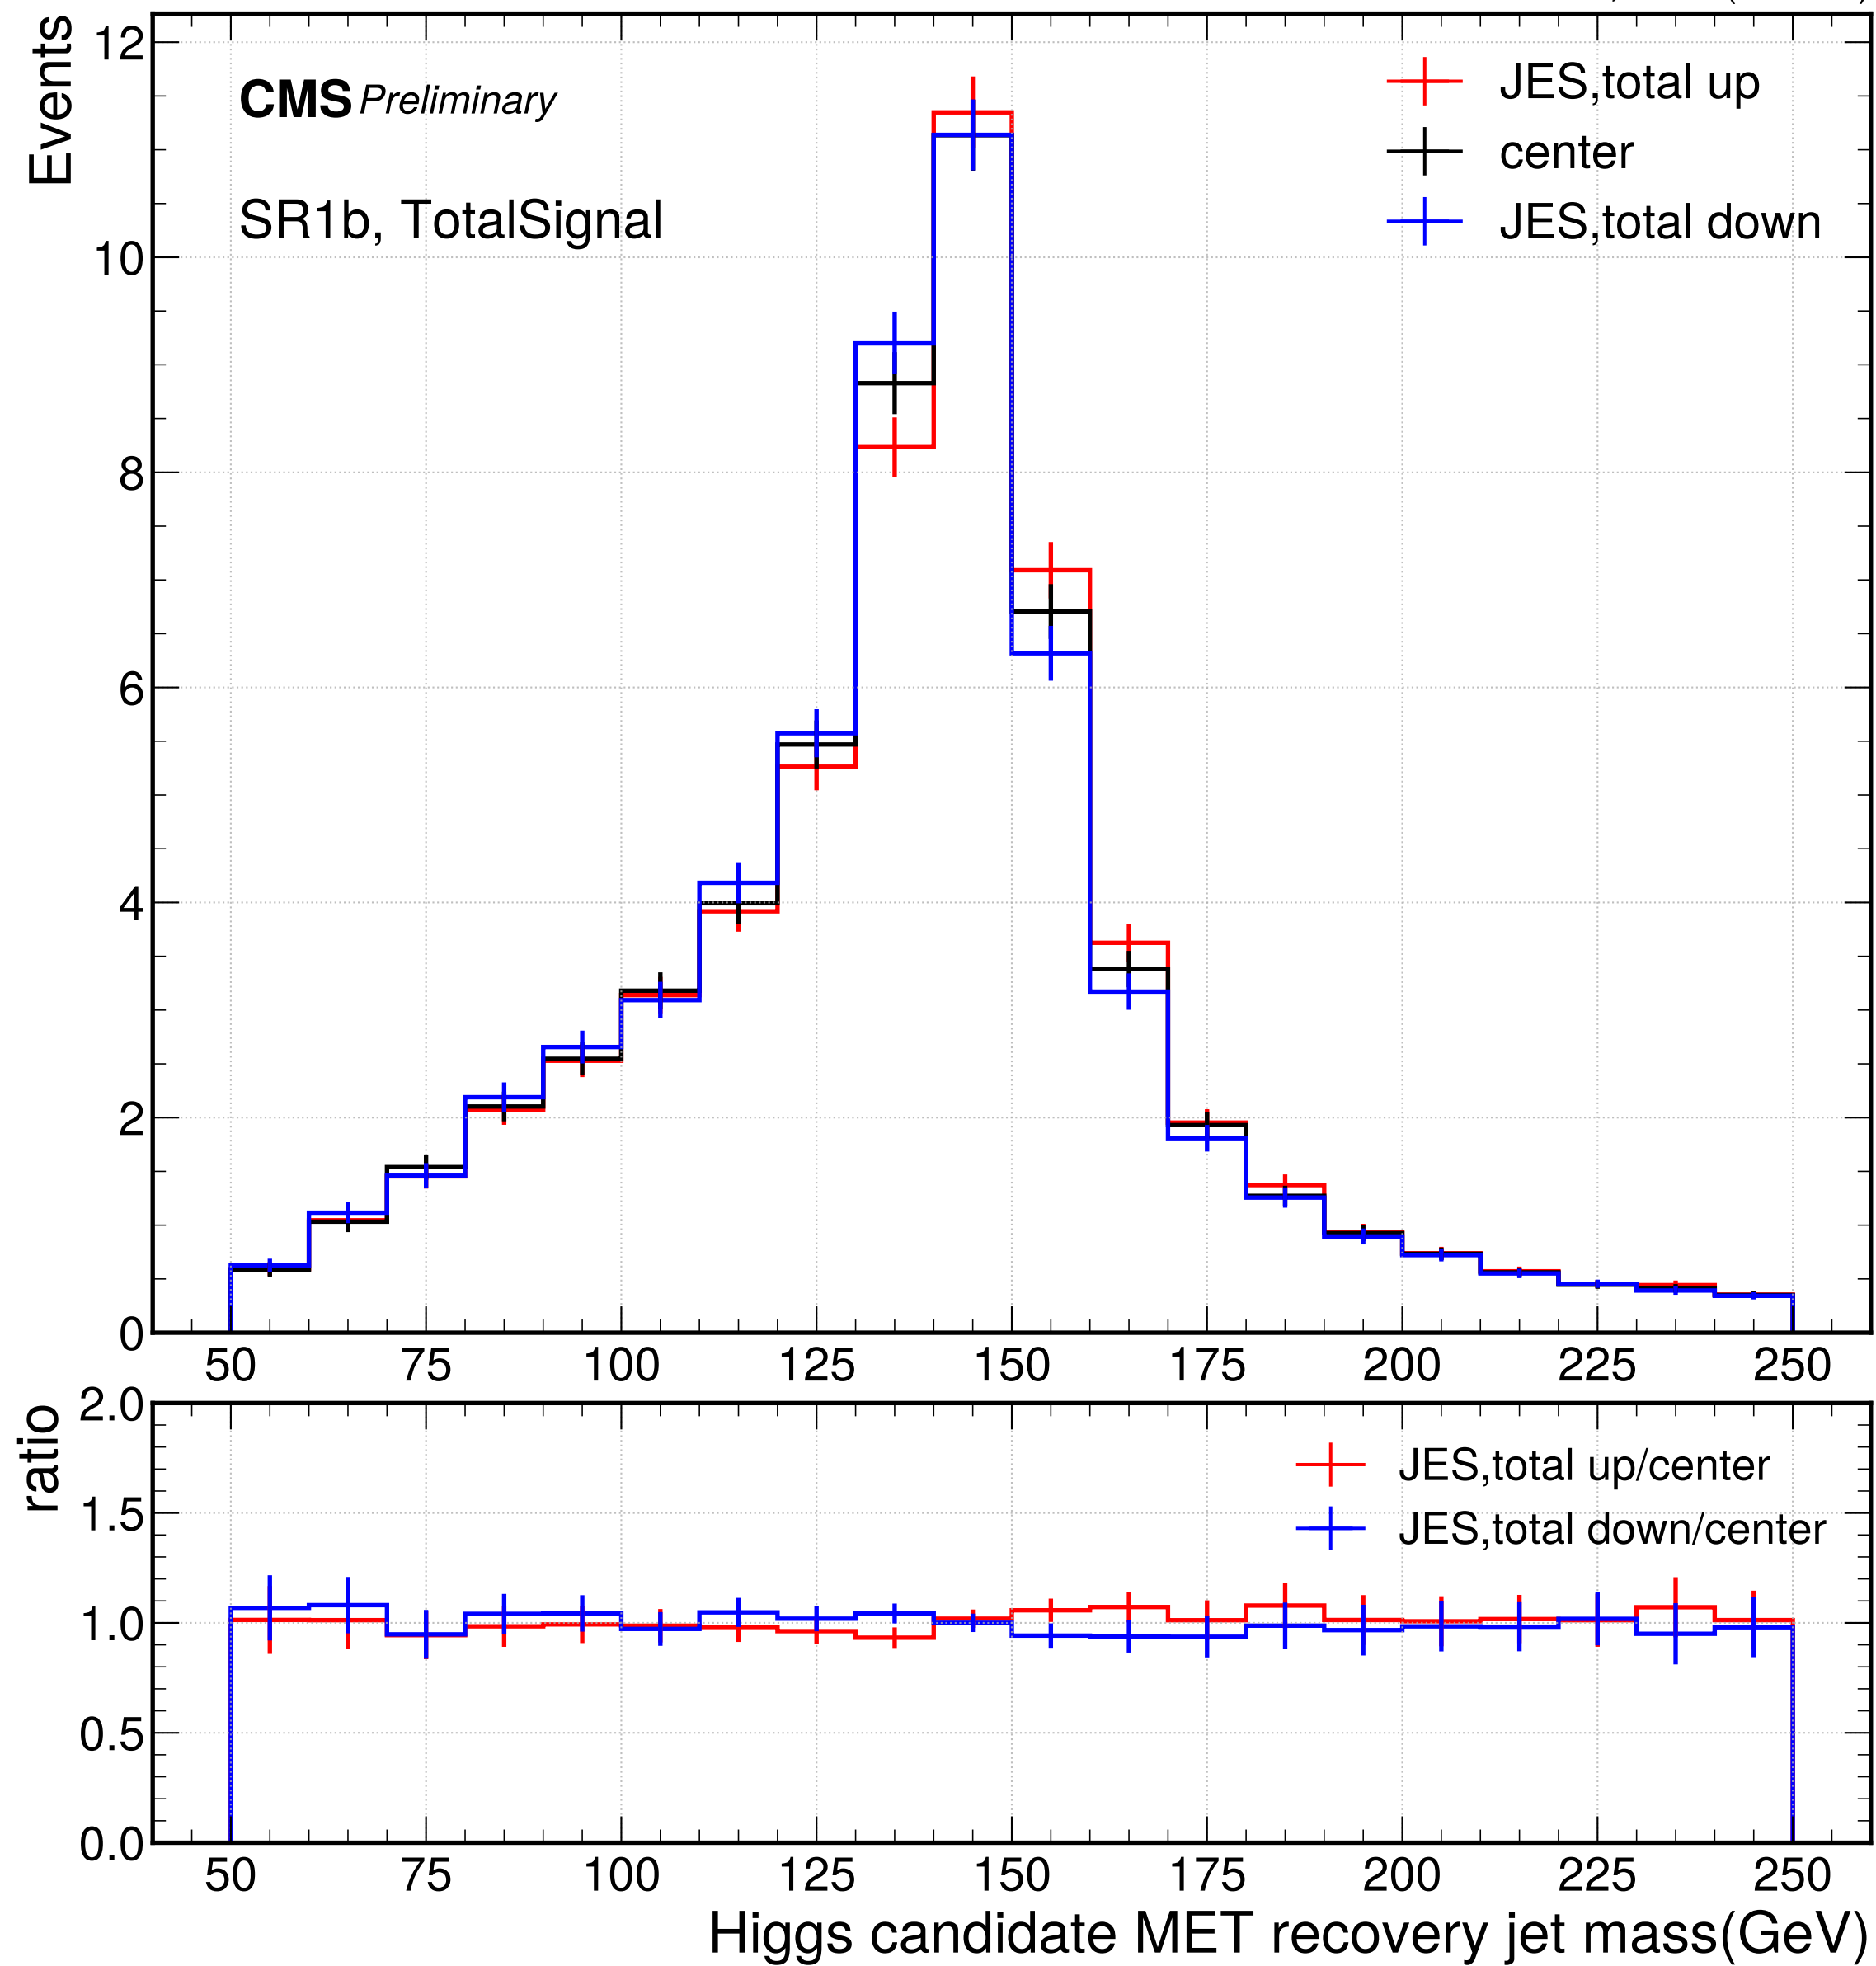 Events
12
10
8
6
4
2
0
CMS Preliminary
SR1b, TotalSignal
JES,total up
center
JES,total down
50 75 100 125 150 175 200 225 250
ratio
2.0
1.5
1.0
0.5
0.0
JES,total up/center
JES,total down/center
50 75 100 125 150 175 200 225 250
Higgs candidate MET recovery jet mass(GeV)